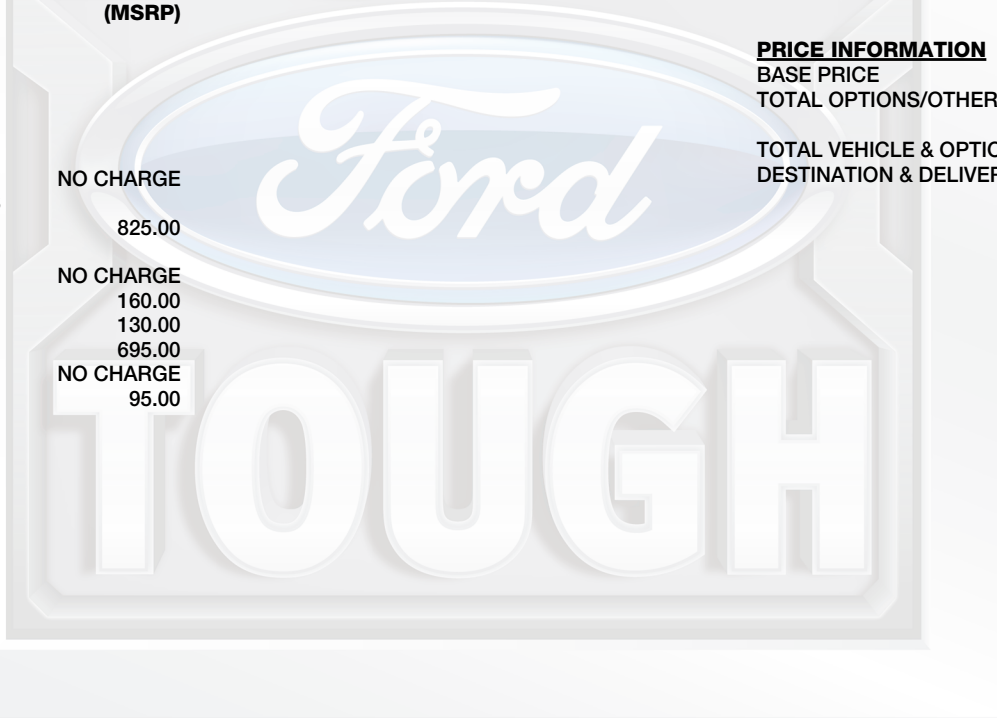 (MSRP)
NO CHARGE
825.00
NO CHARGE
160.00
130.00
695.00
NO CHARGE
95.00
PRICE INFORMATION
BASE PRICE
TOTAL OPTIONS/OTHER
TOTAL VEHICLE & OPTIO
DESTINATION & DELIVER
Ford
TOUGH